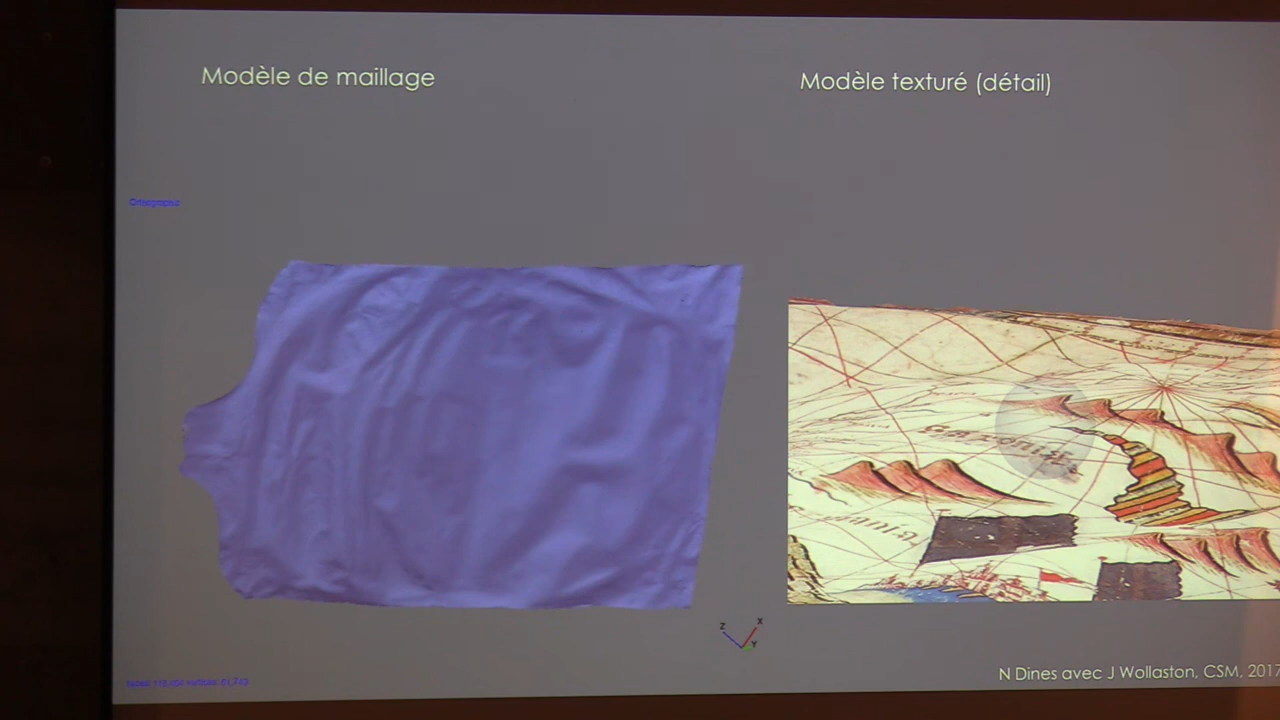 Modèle de maillage
Modèle texturé (détail)
Z
X
Y
N Dines avec J Wollaston, CSM, 2017